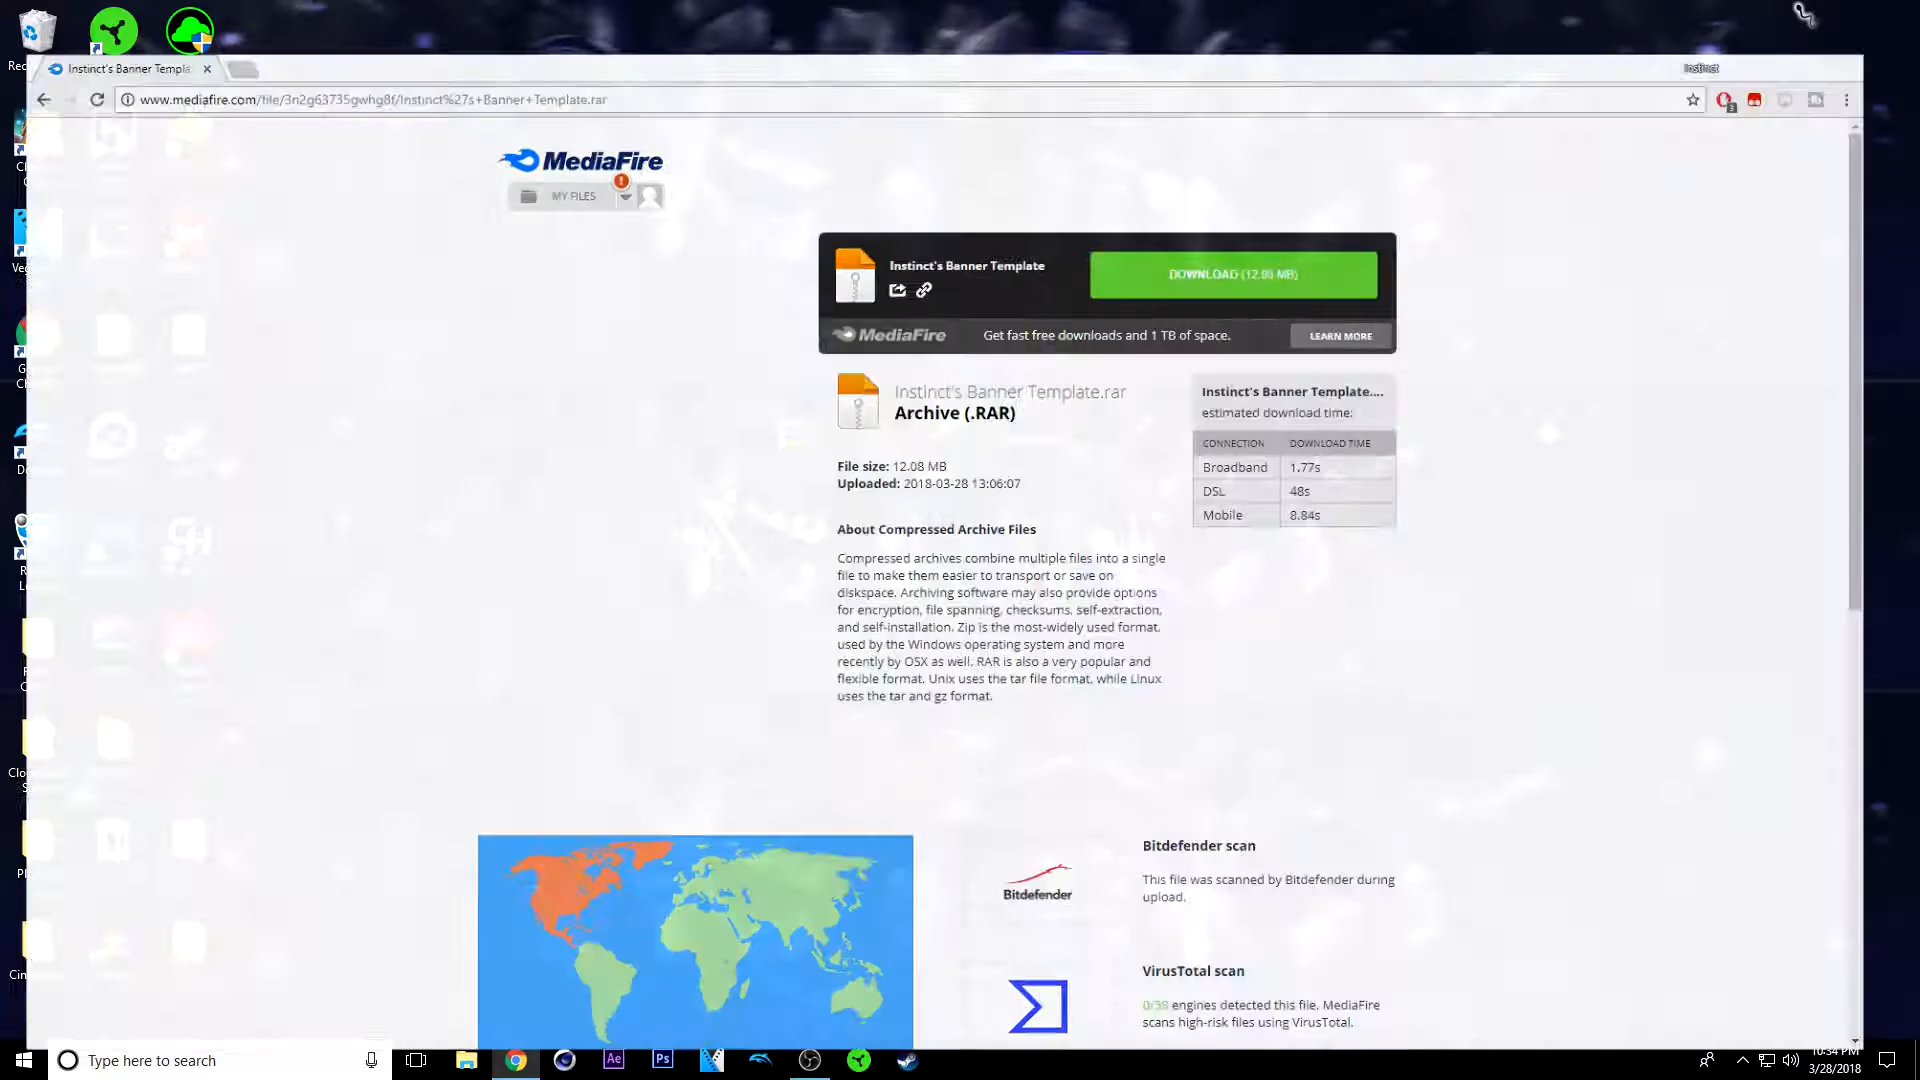 Instinct's Banner Templa
Instinct
www.mediafire.com/file/3n2g63735gwhg8f/Instinct%27s+Banner+Template.rar
MediaFire
MY FILES
Instinct's Banner Template
DOWNLOAD (12.08 MB)
MediaFire
Get fast free downloads and 1 TB of space.
LEARN MORE
Instinct's Banner Template.rar
Archive (.RAR)
File size: 12.08 MB
Uploaded: 2018-03-28 13:06:07
Instinct's Banner Template....
estimated download time:
CONNECTION DOWNLOAD TIME
Broadband 1.77s
DSL 48s
Mobile 8.84s
About Compressed Archive Files
Compressed archives combine multiple files into a single
file to make them easier to transport or save on
diskspace. Archiving software may also provide options
for encryption, file spanning, checksums, self-extraction,
and self-installation. Zip is the most-widely used format,
used by the Windows operating system and more
recently by OSX as well. RAR is also a very popular and
flexible format. Unix uses the tar file format, while Linux
uses the tar and gz format.
Bitdefender
Bitdefender scan
This file was scanned by Bitdefender during
upload.
VirusTotal scan
engines detected this file. MediaFire
scans high-risk files using VirusTotal.
Type here to search
Ae
Ps
10:34 PM
3/28/2018